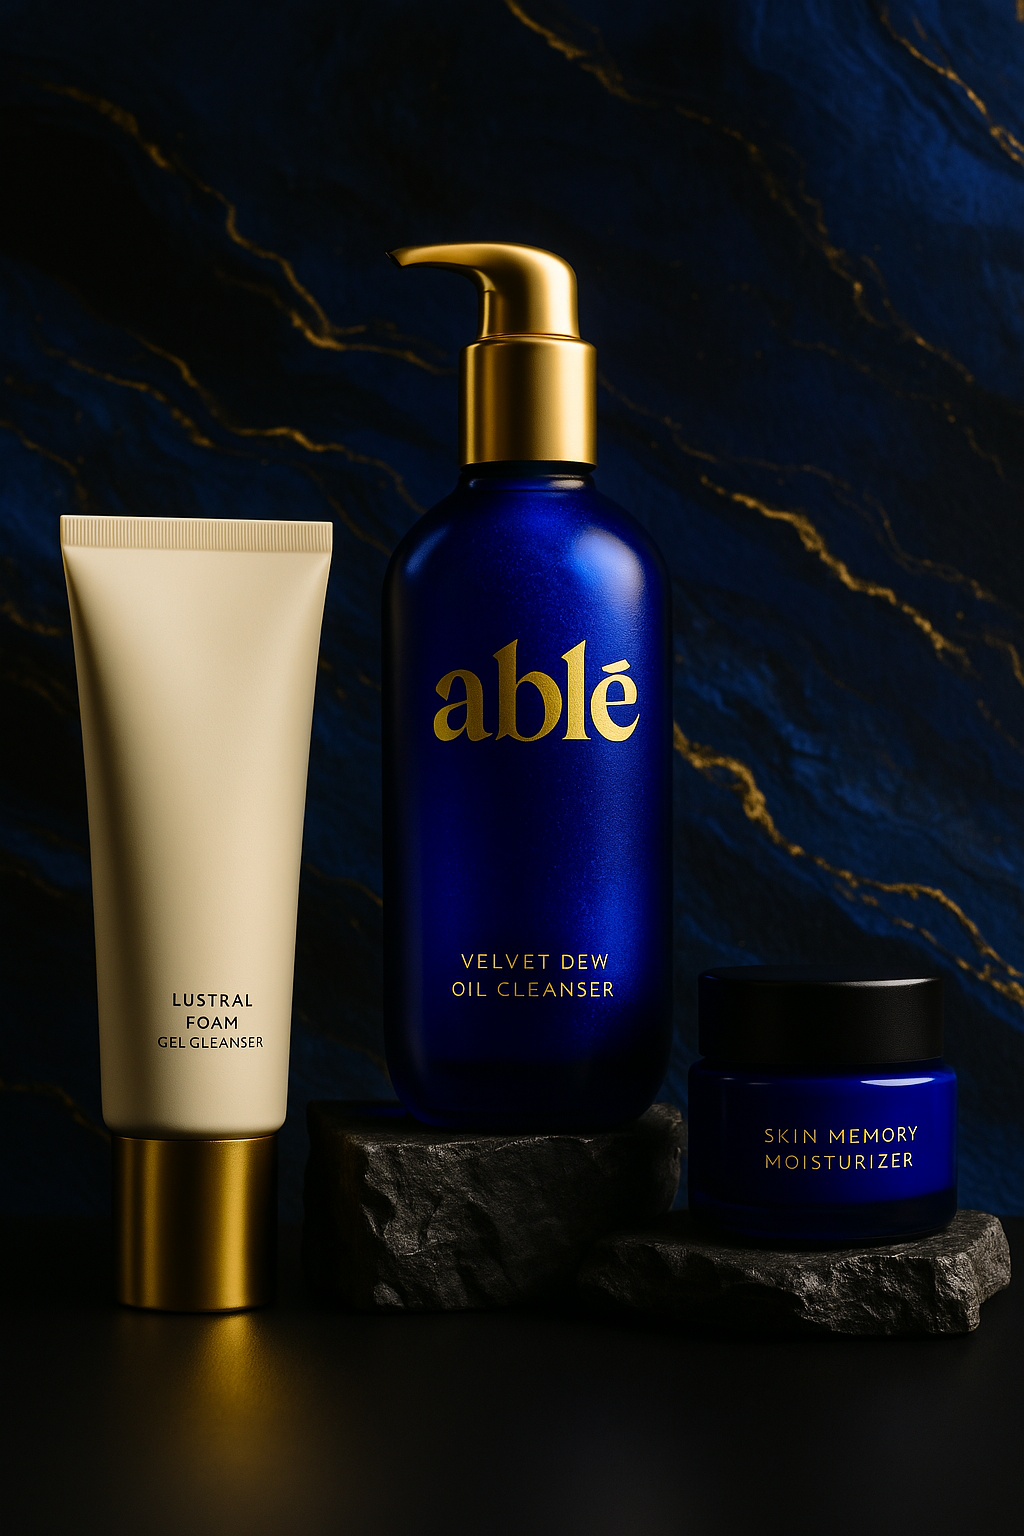 ablé
VELVET DEW
OIL CLEANSER
LUSTRAL
FOAM
GEL GLEANSER
SKIN MEMORY
MOISTURIZER